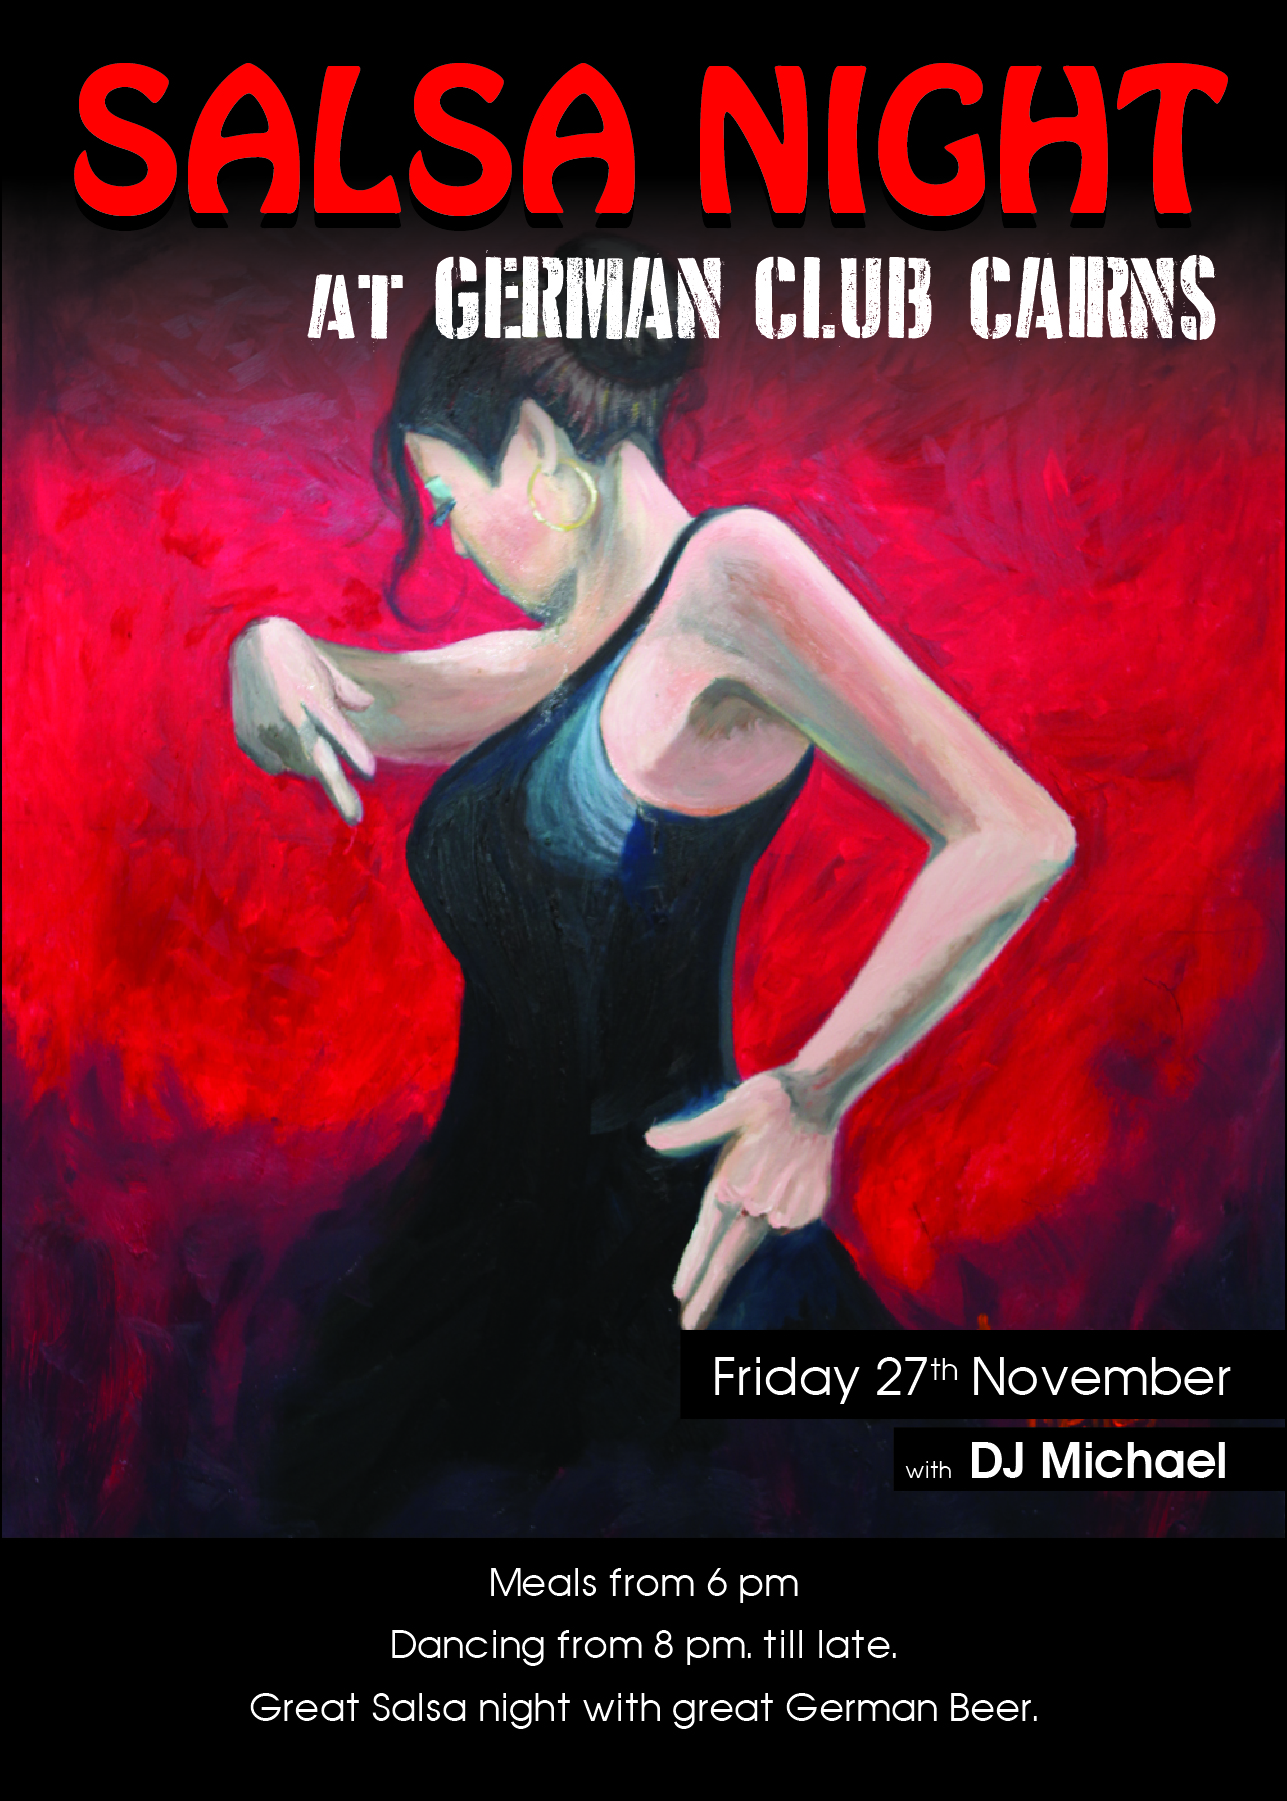 SALSA NIGHT
AT GERMAN CLUB CAIRNS
Friday 27th November
with DJ Michael
Meals from 6 pm
Dancing from 8 pm. till late.
Great Salsa night with great German Beer.